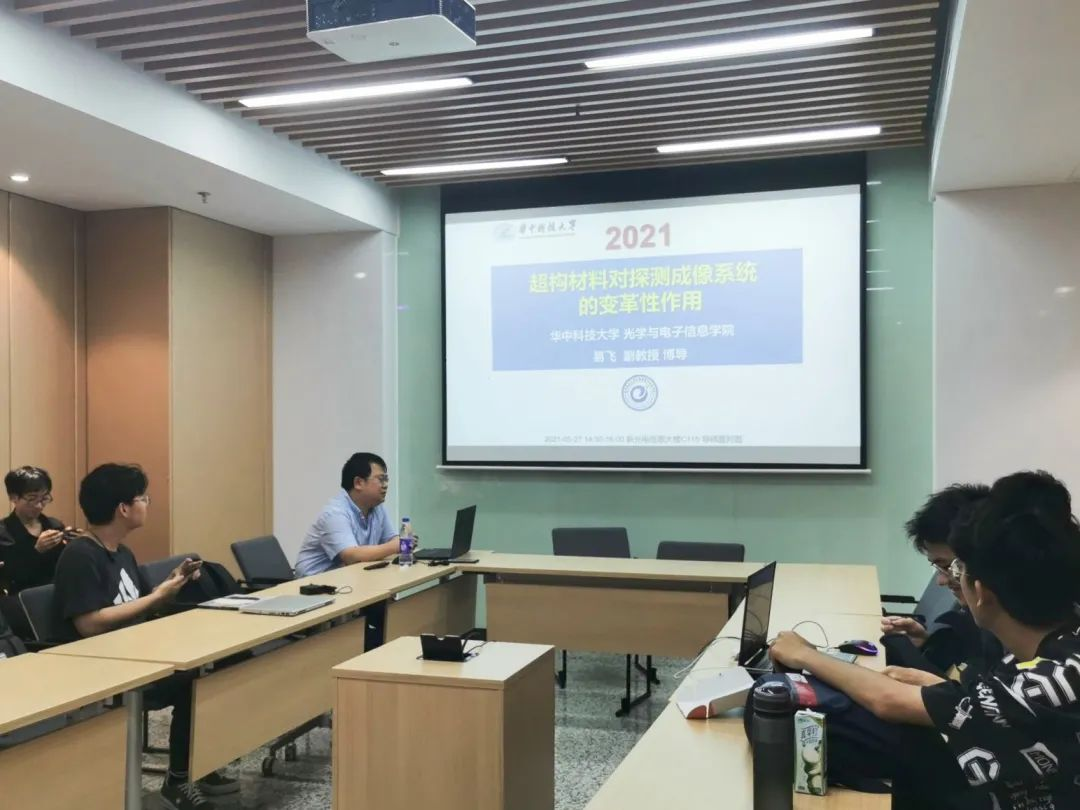 华中科技大学
2021
超构材料对探测成像系统
的变革性作用
华中科技大学 光学与电子信息学院
易飞 副教授 博导